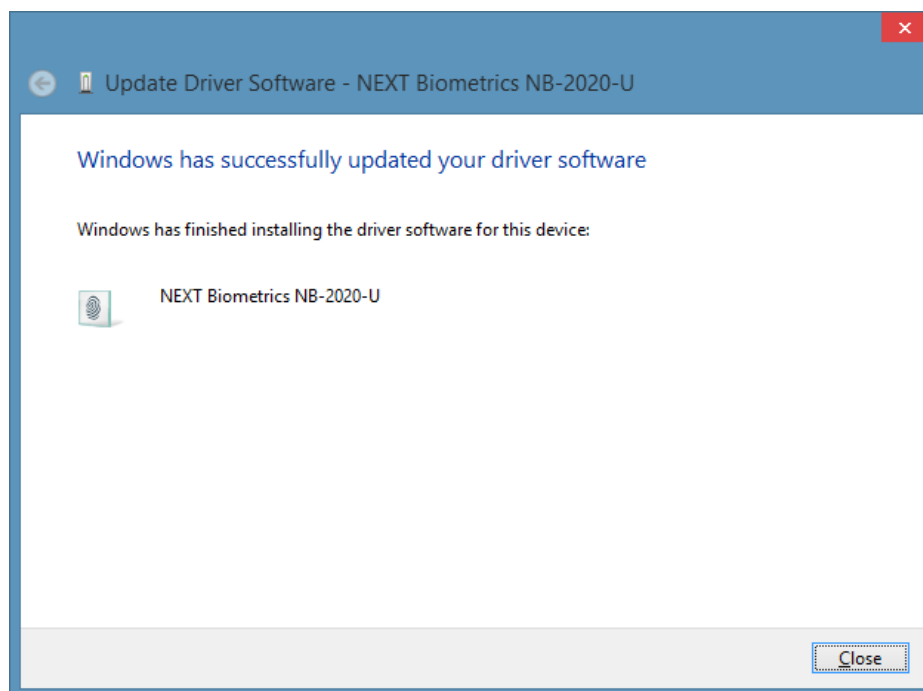 Update Driver Software - NEXT Biometrics NB-2020-U
Windows has successfully updated your driver software
Windows has finished installing the driver software for this device:
NEXT Biometrics NB-2020-U
Close